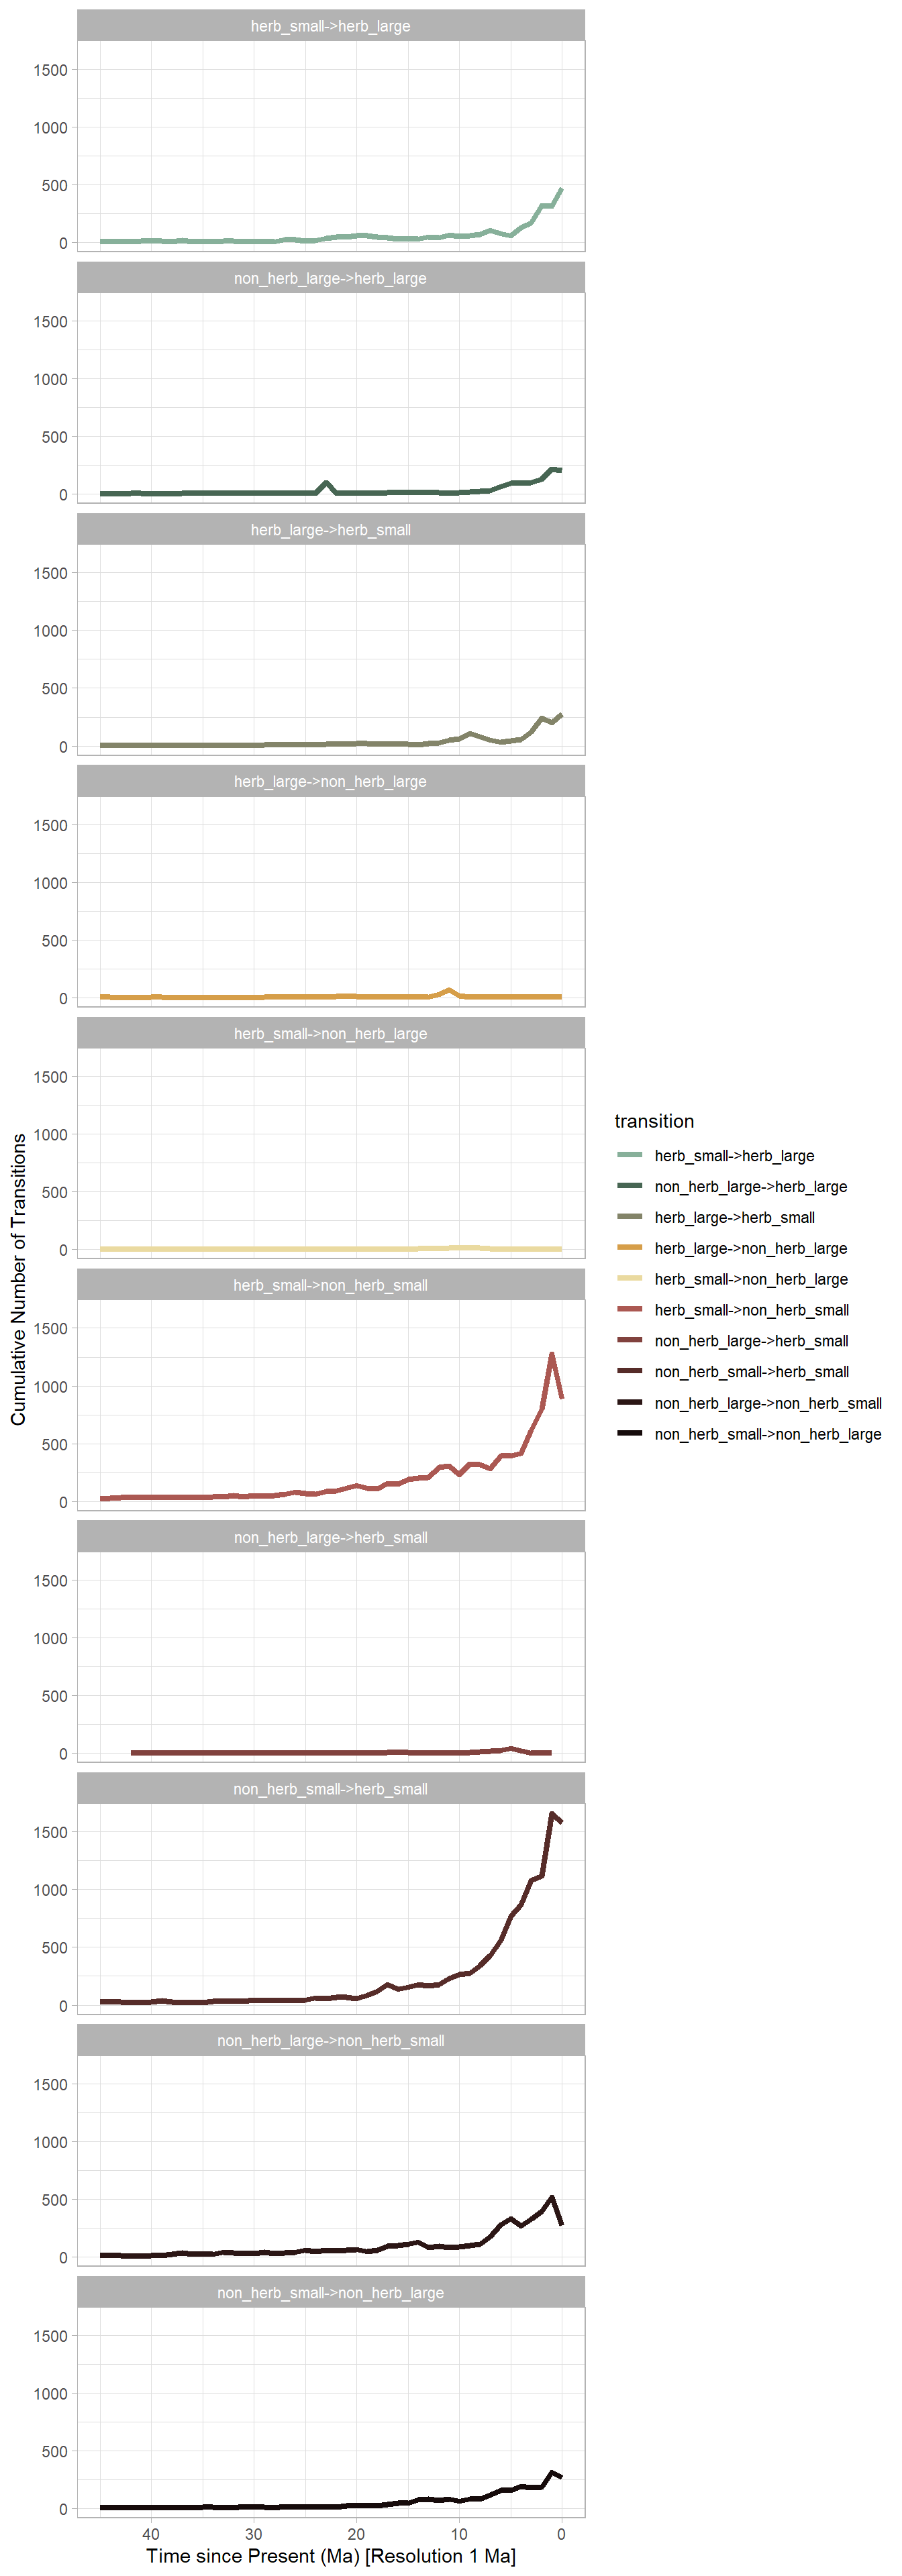 herb_small->herb_large
1500
1000
500
0
non_herb_large->herb_large
1500
1000
500
0
herb_large->herb_small
1500
1000
500
0
herb_large->non_herb_large
1500
1000
500
0
herb_small->non_herb_large
1500
1000
500
0
herb_small->non_herb_small
1500
1000
500
0
non_herb_large->herb_small
1500
1000
500
0
non_herb_small->herb_small
1500
1000
500
0
non_herb_large->non_herb_small
1500
1000
500
0
non_herb_small->non_herb_large
1500
1000
500
0
40 30 20 10 0
Time since Present (Ma) [Resolution 1 Ma]
Cumulative Number of Transitions
transition
herb_small->herb_large
non_herb_large->herb_large
herb_large->herb_small
herb_large->non_herb_large
herb_small->non_herb_large
herb_small->non_herb_small
non_herb_large->herb_small
non_herb_small->herb_small
non_herb_large->non_herb_small
non_herb_small->non_herb_large